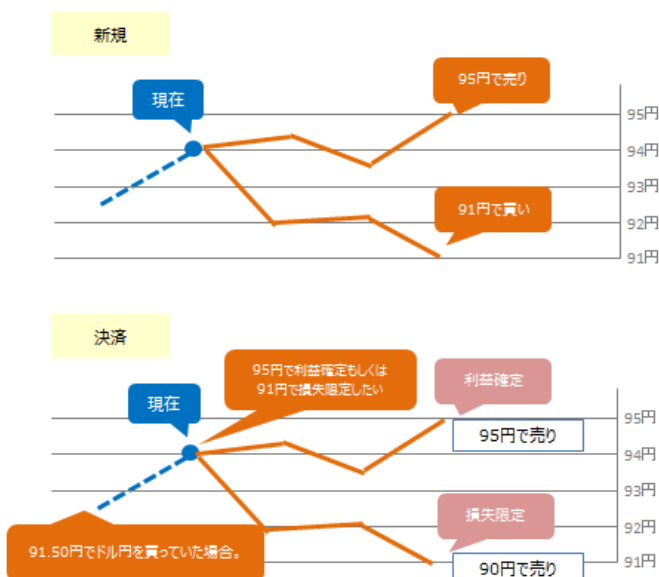 新規
95円で売り
現在
95円
94円
93円
91円で買い
92円
91円
決済
95円で利益確定もしくは
91円で損失限定したい
利益確定
現在
95円
95円で売り
94円
93円
損失限定
92円
91.50円でドル円を買っていた場合。
91円
90円で売り